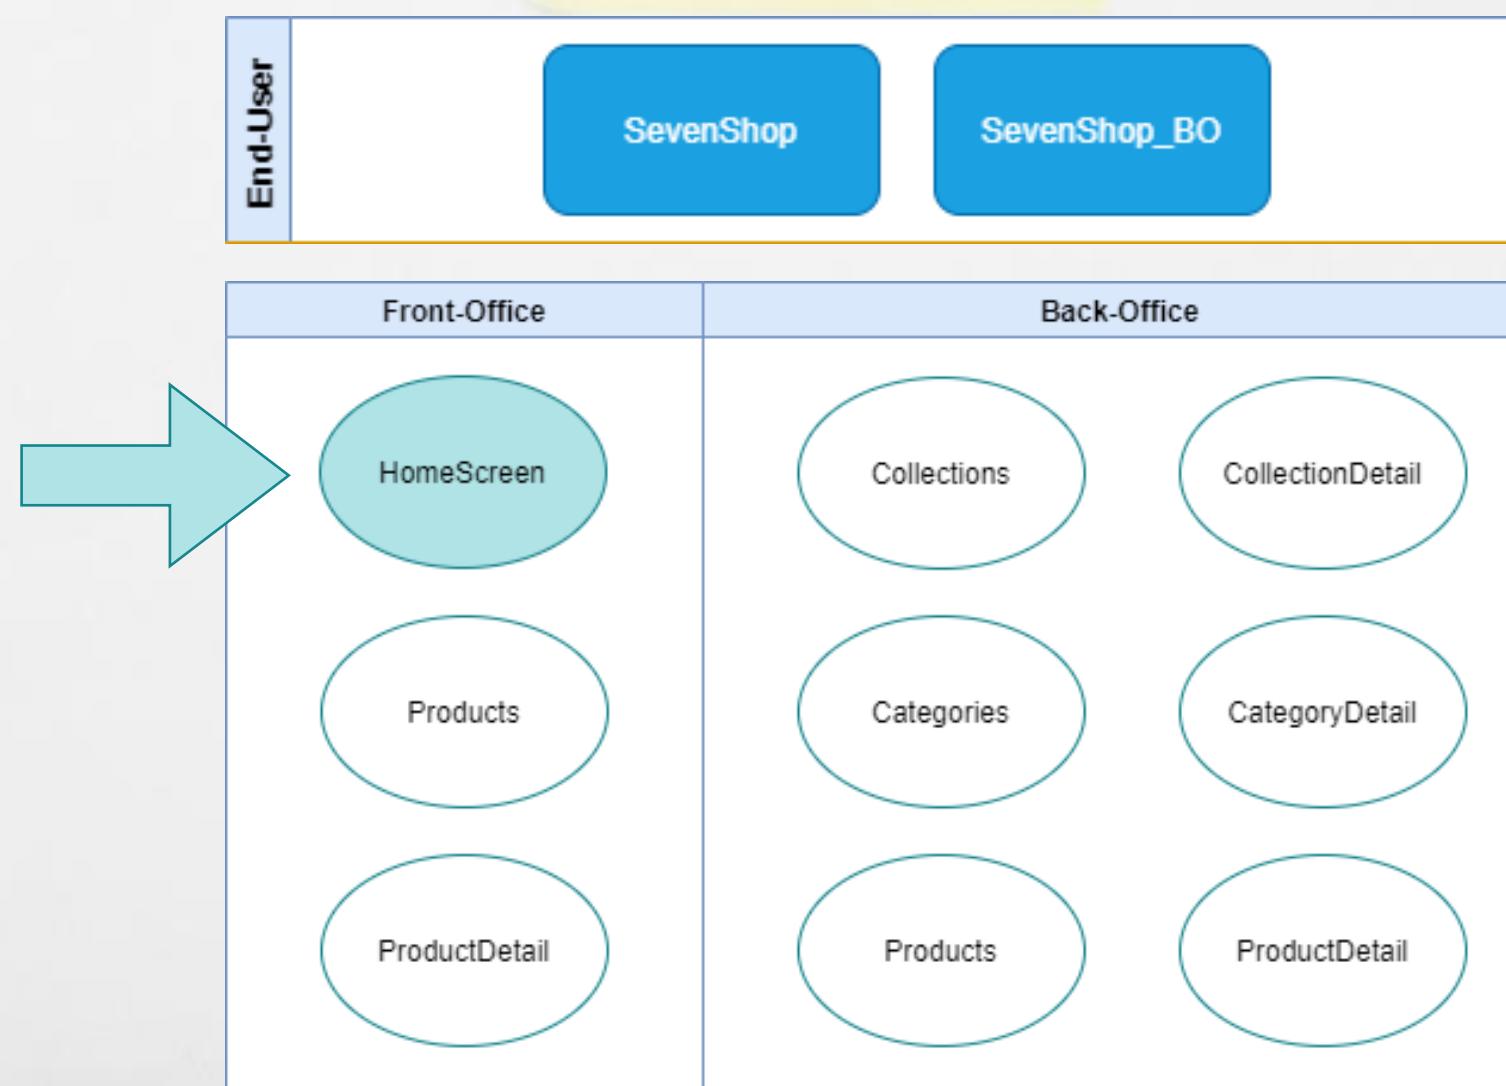 End-User
SevenShop
SevenShop_BO
Front-Office
Back-Office
HomeScreen
Collections
CollectionDetail
Products
Categories
CategoryDetail
ProductDetail
Products
ProductDetail